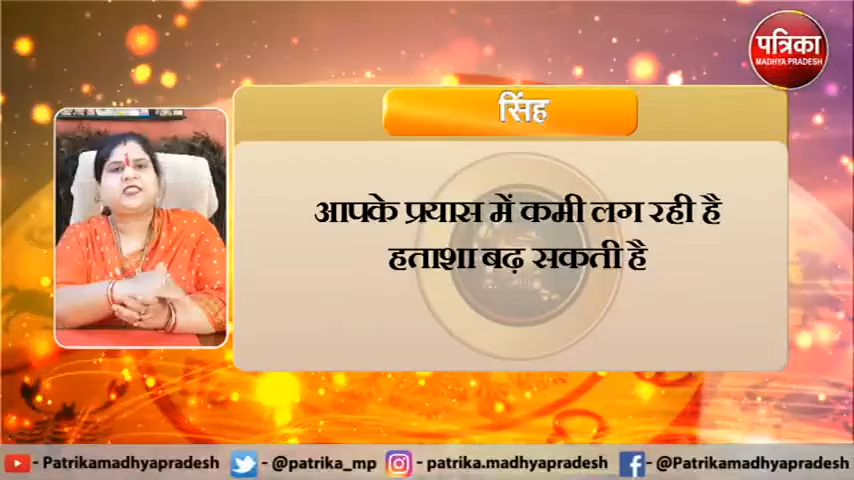 पत्रिका
MADHYA PRADESH
सिंह
आपके प्रयास में कमी लग रही है
हताशा बढ़ सकती है
- Patrikamadhyapradesh - @patrika_mp - patrika.madhyapradesh - @Patrikamadhyapradesh